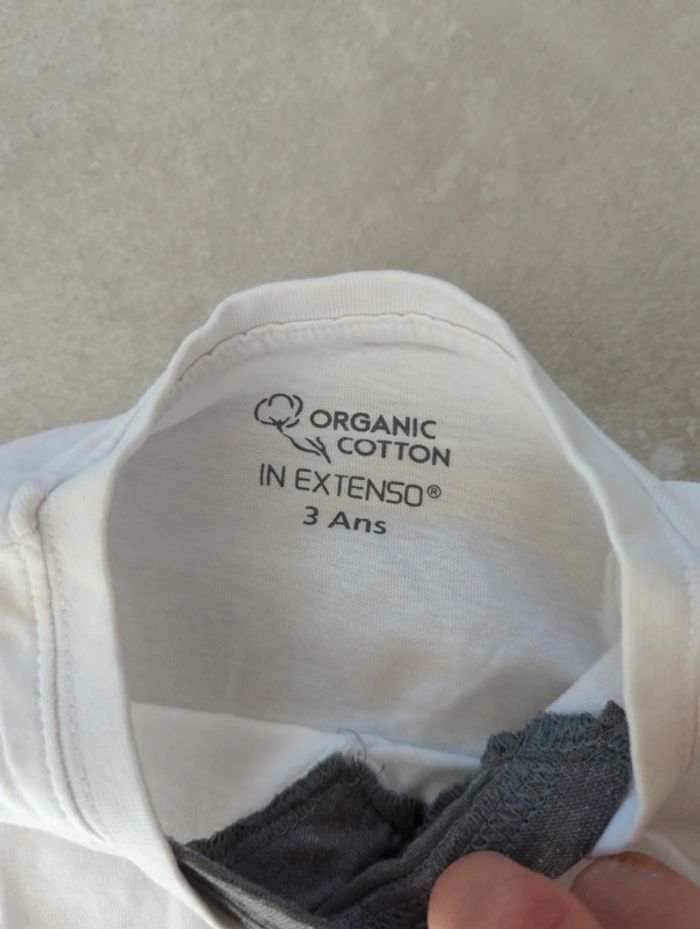 ORGANIC
COTTON
IN EXTENSO®
3 Ans